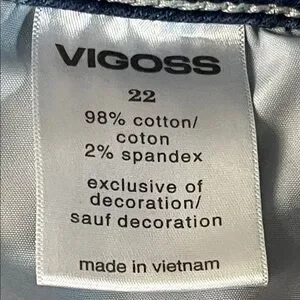 VIGOSS
22
98% cotton/
coton
2% spandex
exclusive of
decoration/
sauf decoration
made in vietnam